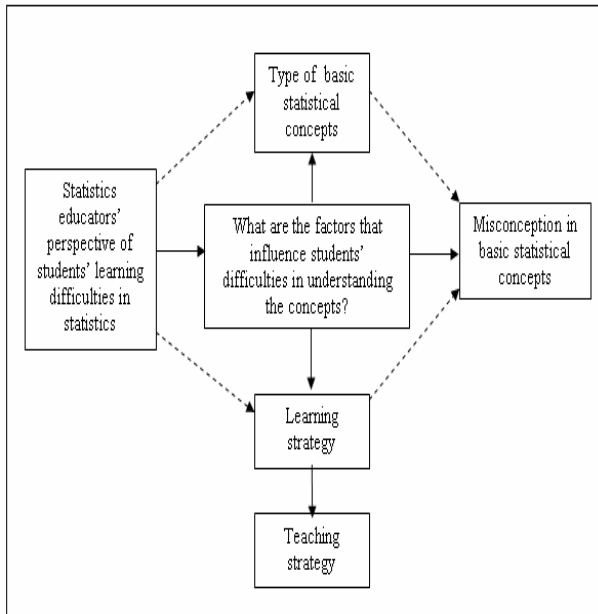 Type of basic
statistical
concepts
Statistics
educators'
perspective of
students' learning
difficulties in
statistics
What are the factors that
influence students'
difficulties in understanding
the concepts?
Misconception in
basic statistical
concepts
Learning
strategy
Teaching
strategy